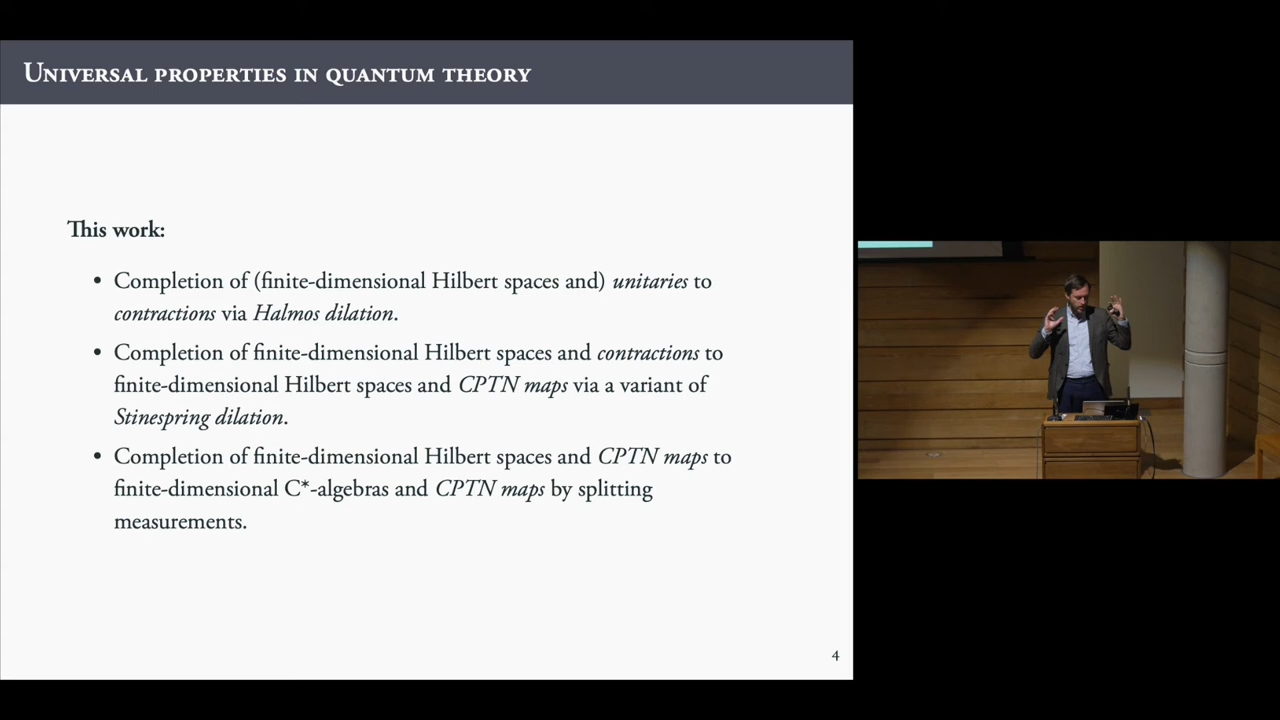 Universal properties in quantum theory
This work:
• Completion of (finite-dimensional Hilbert spaces and) unitaries to
contractions via Halmos dilation.
• Completion of finite-dimensional Hilbert spaces and contractions to
finite-dimensional Hilbert spaces and CPTN maps via a variant of
Stinespring dilation.
• Completion of finite-dimensional Hilbert spaces and CPTN maps to
finite-dimensional C*-algebras and CPTN maps by splitting
measurements.
4